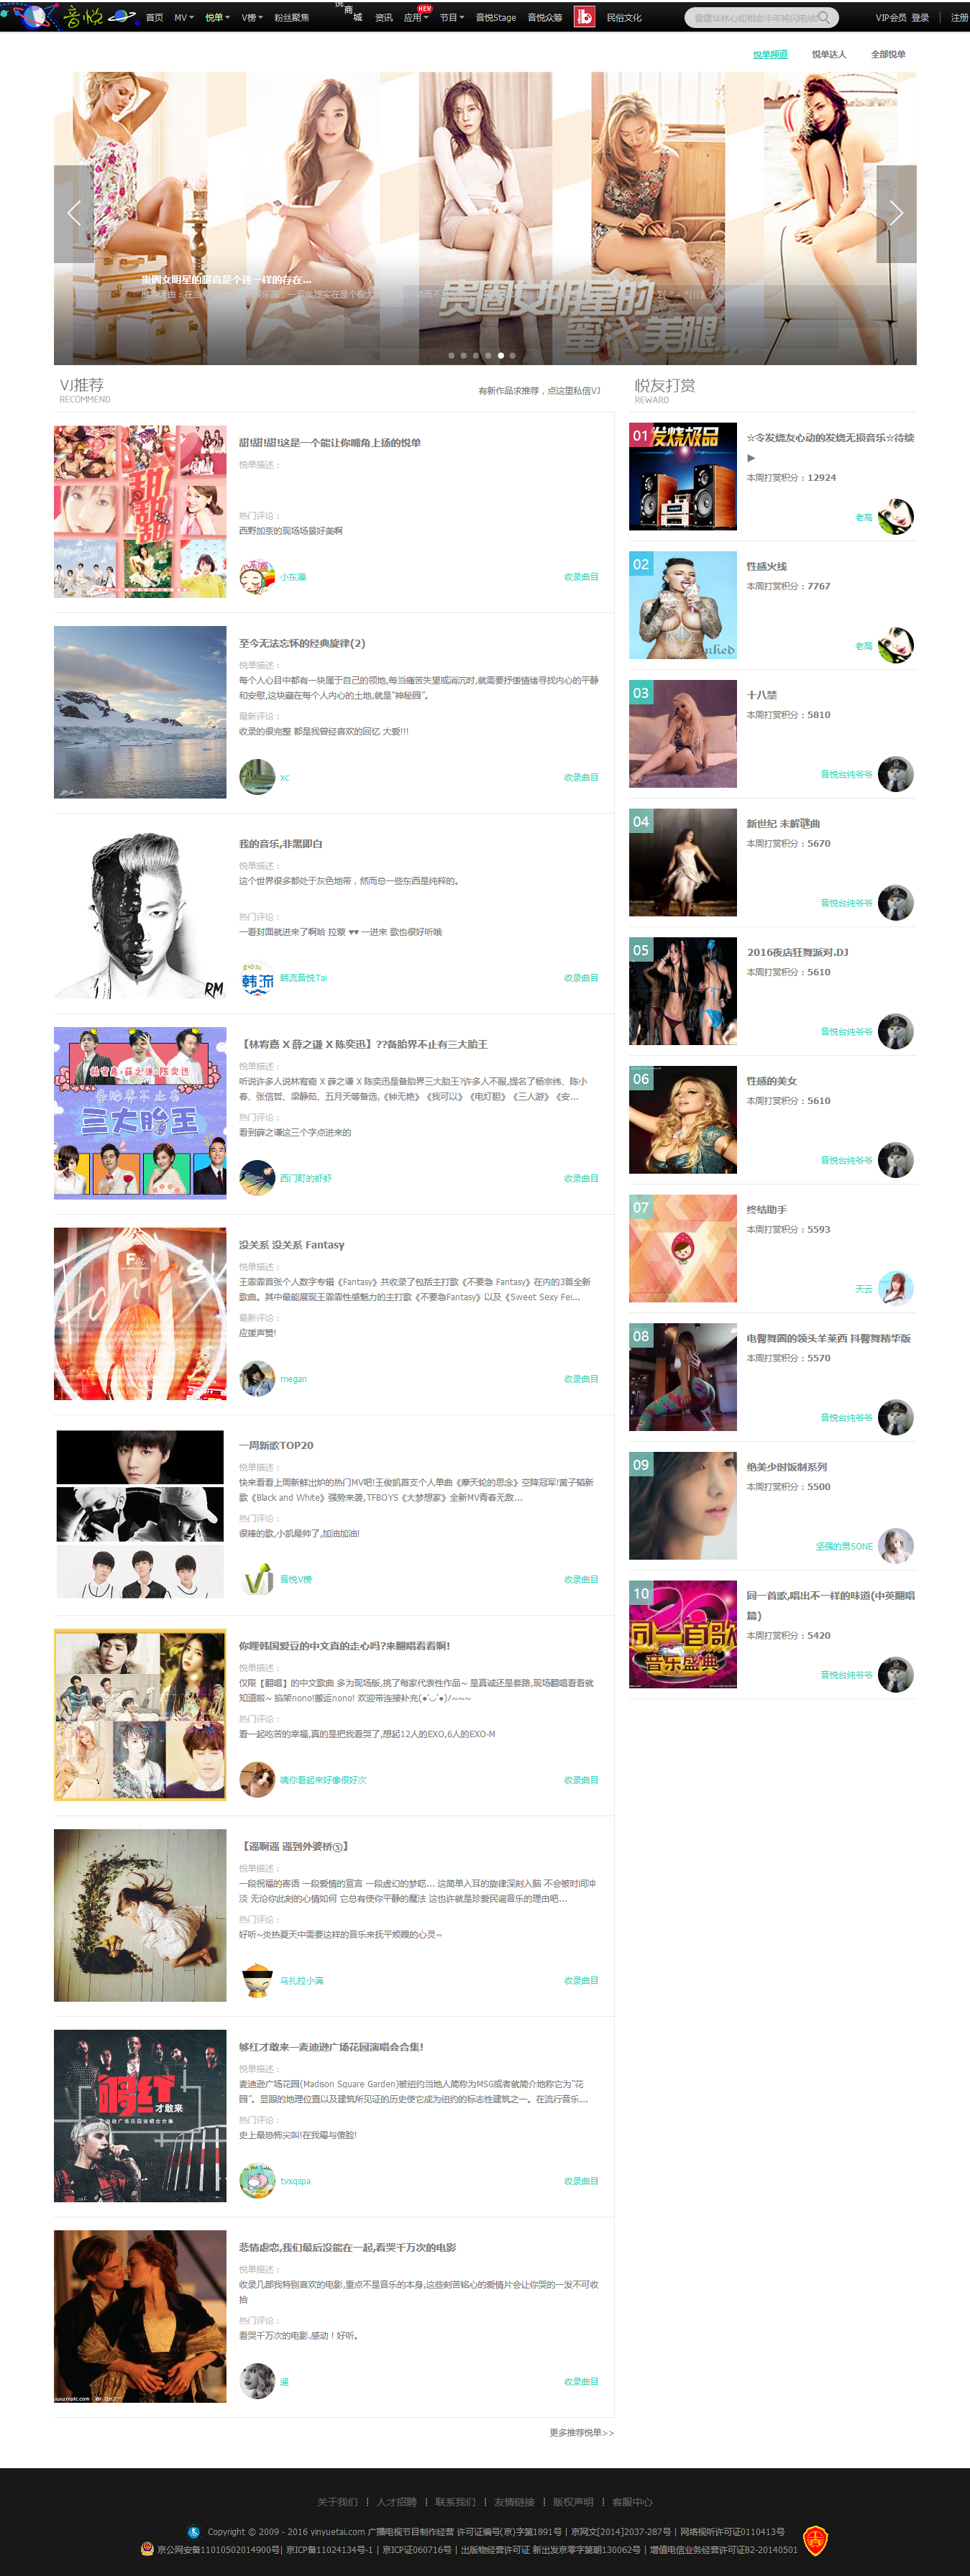 音悦
首页 MV 悦单 V榜 粉丝聚焦 悦商城 资讯 应用 NEW 节目 音悦Stage 音悦众筹 民俗文化
VIP会员 登录 | 注册
悦单频道 悦单达人 全部悦单
贵圈女明星的腿真是个迷一样的存在...
贵圈女明星的
蜜汁美腿...
VJ推荐
RECOMMEND
有新作品求推荐，点这里私信VJ
甜!甜!甜!这是一个能让你嘴角上扬的悦单
悦单描述：
热门评论：
西野加奈的现场场景好美啊
小东瀛
收录曲目
至今无法忘怀的经典旋律(2)
悦单描述：
每个人心目中都有一块属于自己的领地,每当痛苦失望或消沉时,就需要抒缓情绪寻找内心的平静
和安慰,这块藏在每个人内心的土地,就是“神秘园”。
最新评论：
收录的很完整 都是我曾经喜欢的回忆 大爱!!!
xc
收录曲目
RM
我的音乐,非黑即白
悦单描述：
这个世界很多都处于灰色地带，然而总一些东西是纯粹的。
热门评论：
一看封面就进来了啊哈 拉蒙 ♥♥ 一进来 歌也很好听哦
韩流音悦Tai
收录曲目
三大胎王
【林宥嘉 X 薛之谦 X 陈奕迅】??备胎界不止有三大胎王
悦单描述：
听说许多人说林宥嘉 X 薛之谦 X 陈奕迅是备胎界三大胎王?许多人不服,提名了杨宗纬、陈小
春、张信哲、梁静茹、五月天等备选,《钟无艳》《我可以》《电灯胆》《三人游》《安...
热门评论：
看到薛之谦这三个字点进来的
西门町的虾虾
收录曲目
Fei
没关系 没关系 Fantasy
悦单描述：
王霏霏首张个人数字专辑《Fantasy》共收录了包括主打歌《不要急 Fantasy》在内的3首全新
歌曲。其中最能展现王霏霏性感魅力的主打歌《不要急Fantasy》以及《Sweet Sexy Fei...
最新评论：
应援声赞!
megan
收录曲目
一周新歌TOP20
悦单描述：
快来看看上周新鲜出炉的热门MV吧!王俊凯首支个人单曲《摩天轮的思念》空降冠军!黄子韬新
歌《Black and White》强势来袭,TFBOYS《大梦想家》全新MV青春无敌...
热门评论：
很棒的歌,小凯最帅了,加油加油!
音悦V榜
收录曲目
你哩韩国爱豆的中文真的走心吗?来翻唱看看啊!
悦单描述：
仅限【翻唱】的中文歌曲 多为现场版,挑了每家代表性作品~ 是真诚还是套路,现场翻唱看看就
知道啦~ 掐架nono!搬运nono! 欢迎带连接补充(●'◡'●)ﾉ~~~
热门评论：
看一起吃苦的幸福,真的是把我看哭了,想起12人的EXO,6人的EXO-M
咦你看起来好像很好次
收录曲目
【遥啊遥 遥到外婆桥⑤】
悦单描述：
一段祝福的寄语 一段爱情的宣言 一段虚幻的梦呓... 这简单入耳的旋律深刻入脑 不会被时间冲
淡 无论你此刻的心情如何 它总有使你平静的魔法 这也许就是珍爱民谣音乐的理由吧...
热门评论：
好听~炎热夏天中需要这样的音乐来抚平烦躁的心灵~
乌扎拉小满
收录曲目
够红
才敢来
麦迪逊广场花园演唱会合集
够红才敢来—麦迪逊广场花园演唱会合集!
悦单描述：
麦迪逊广场花园(Madison Square Garden)被纽约当地人简称为MSG或者就简介地称它为“花
园”。显眼的地理位置以及建筑所见证的历史使它成为纽约的标志性建筑之一。在流行音乐...
热门评论：
史上最恐怖尖叫!在我霉与傻脸!
tvxqspa
收录曲目
悲情虐恋,我们最后没能在一起,看哭千万次的电影
悦单描述：
收录几部我特别喜欢的电影,重点不是音乐的本身,这些刻苦铭心的爱情片会让你哭的一发不可收
拾
热门评论：
看哭千万次的电影.感动！好听。
遥
收录曲目
更多推荐悦单>>
悦友打赏
REWARD
01
发烧极品
☆令发烧友心动的发烧无损音乐☆待续
▶
本周打赏积分：12924
老窩
02
Inked
性感火线
本周打赏积分：7767
老窩
03
十八禁
本周打赏积分：5810
音悦台纯爷爷
04
新世纪 未解谜曲
本周打赏积分：5670
音悦台纯爷爷
05
2016夜店狂舞派对.DJ
本周打赏积分：5610
音悦台纯爷爷
06
性感的美女
本周打赏积分：5610
音悦台纯爷爷
07
终结助手
本周打赏积分：5593
天云
08
电臀舞圈的领头羊莱西 抖臀舞精华版
本周打赏积分：5570
音悦台纯爷爷
09
绝美少时饭制系列
本周打赏积分：5500
坚强的男SONE
10
同一首歌
音乐盛典
同一首歌,唱出不一样的味道(中英翻唱
篇)
本周打赏积分：5420
音悦台纯爷爷
关于我们 人才招聘 联系我们 友情链接 版权声明 客服中心
Copyright © 2009 - 2016 yinyuetai.com 广播电视节目制作经营 许可证编号(京)字第1891号 | 京网文[2014]2037-287号 | 网络视听许可证0110413号
京公网安备11010502014900号| 京ICP备11024134号-1 | 京ICP证060716号 | 出版物经营许可证 新出发京零字第朝130062号 | 增值电信业务经营许可证B2-20140501